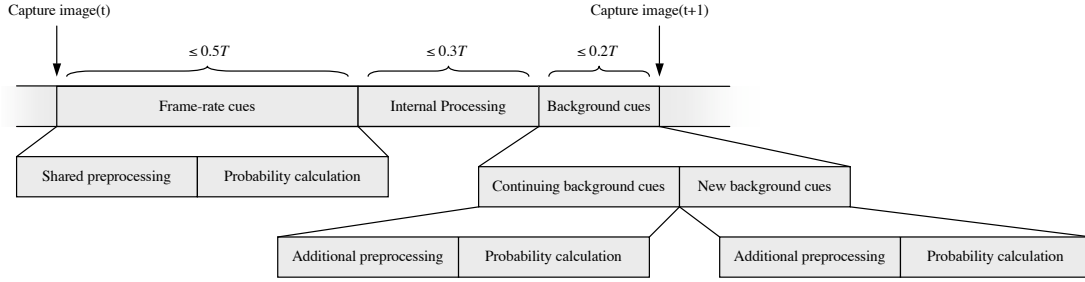 Capture image(t)
Capture image(t+1)
≤0.5T
≤0.3T
≤0.2T
Frame-rate cues
Internal Processing
Background cues
Shared preprocessing
Probability calculation
Continuing background cues
New background cues
Additional preprocessing
Probability calculation
Additional preprocessing
Probability calculation